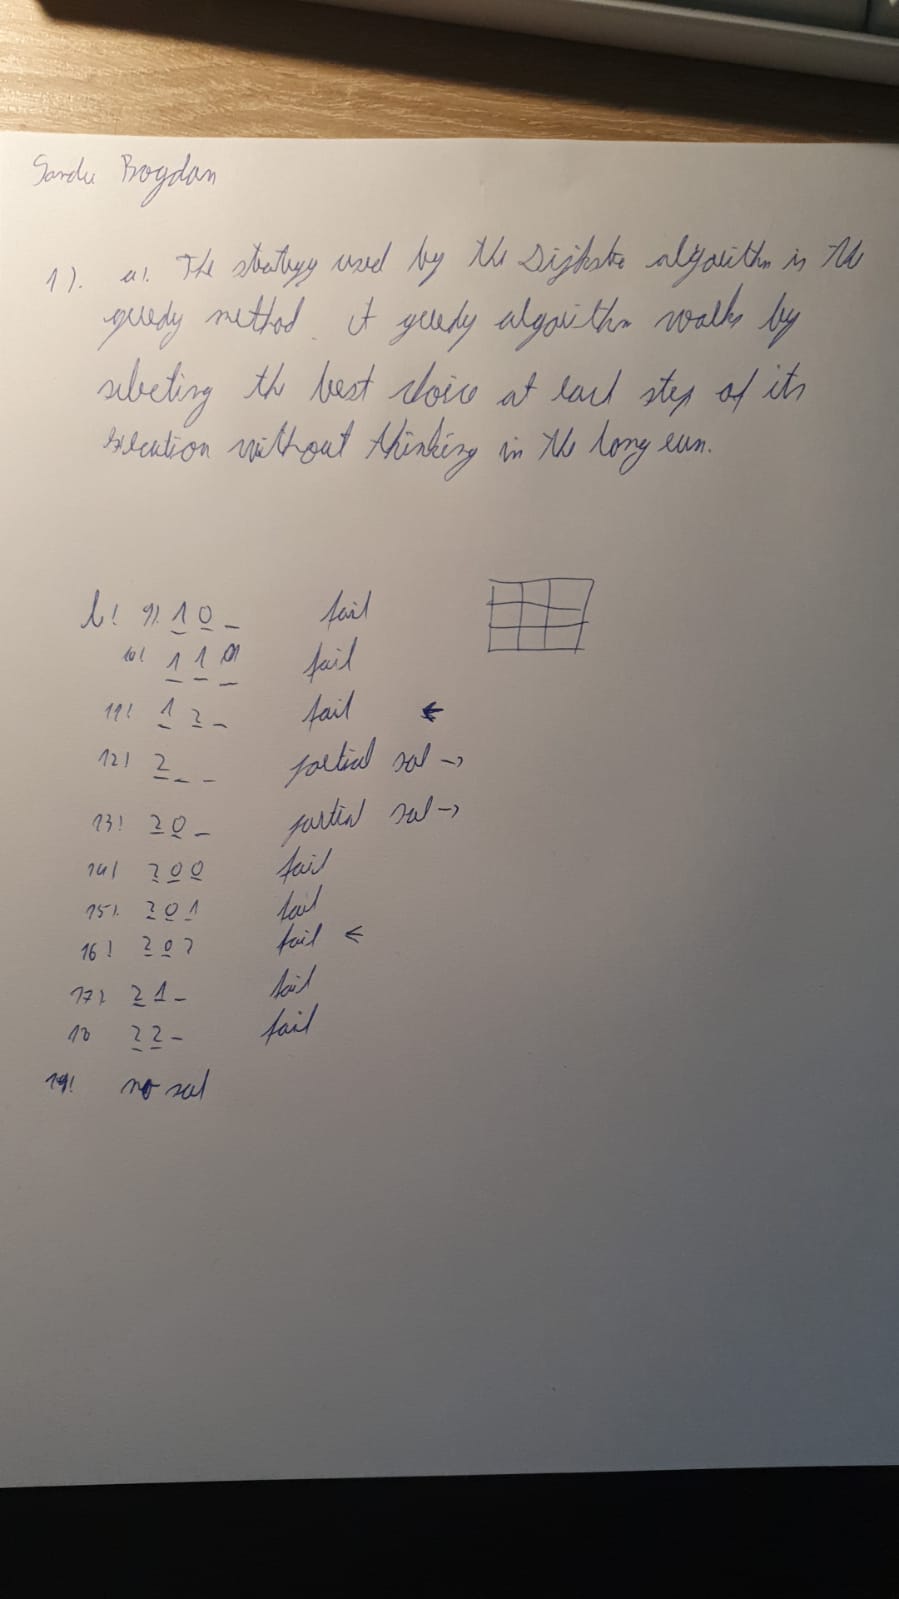 Sandu Bogdan
1). a). The strategy used by the Dijkstra algorithm is the
greedy method. A greedy algorithm works by
selecting the best choice at each step of its
execution without thinking in the long run.
b) 9). 1 0 _ fail
10) 1 1 _ fail
11) 1 2 _ fail ←
12) 2 _ _ partial sol →
13) 2 0 _ partial sol →
14) 2 0 0 fail
15). 2 0 1 fail
16) 2 0 2 fail ←
17). 2 1 _ fail
18 2 2 _ fail
19) no sol